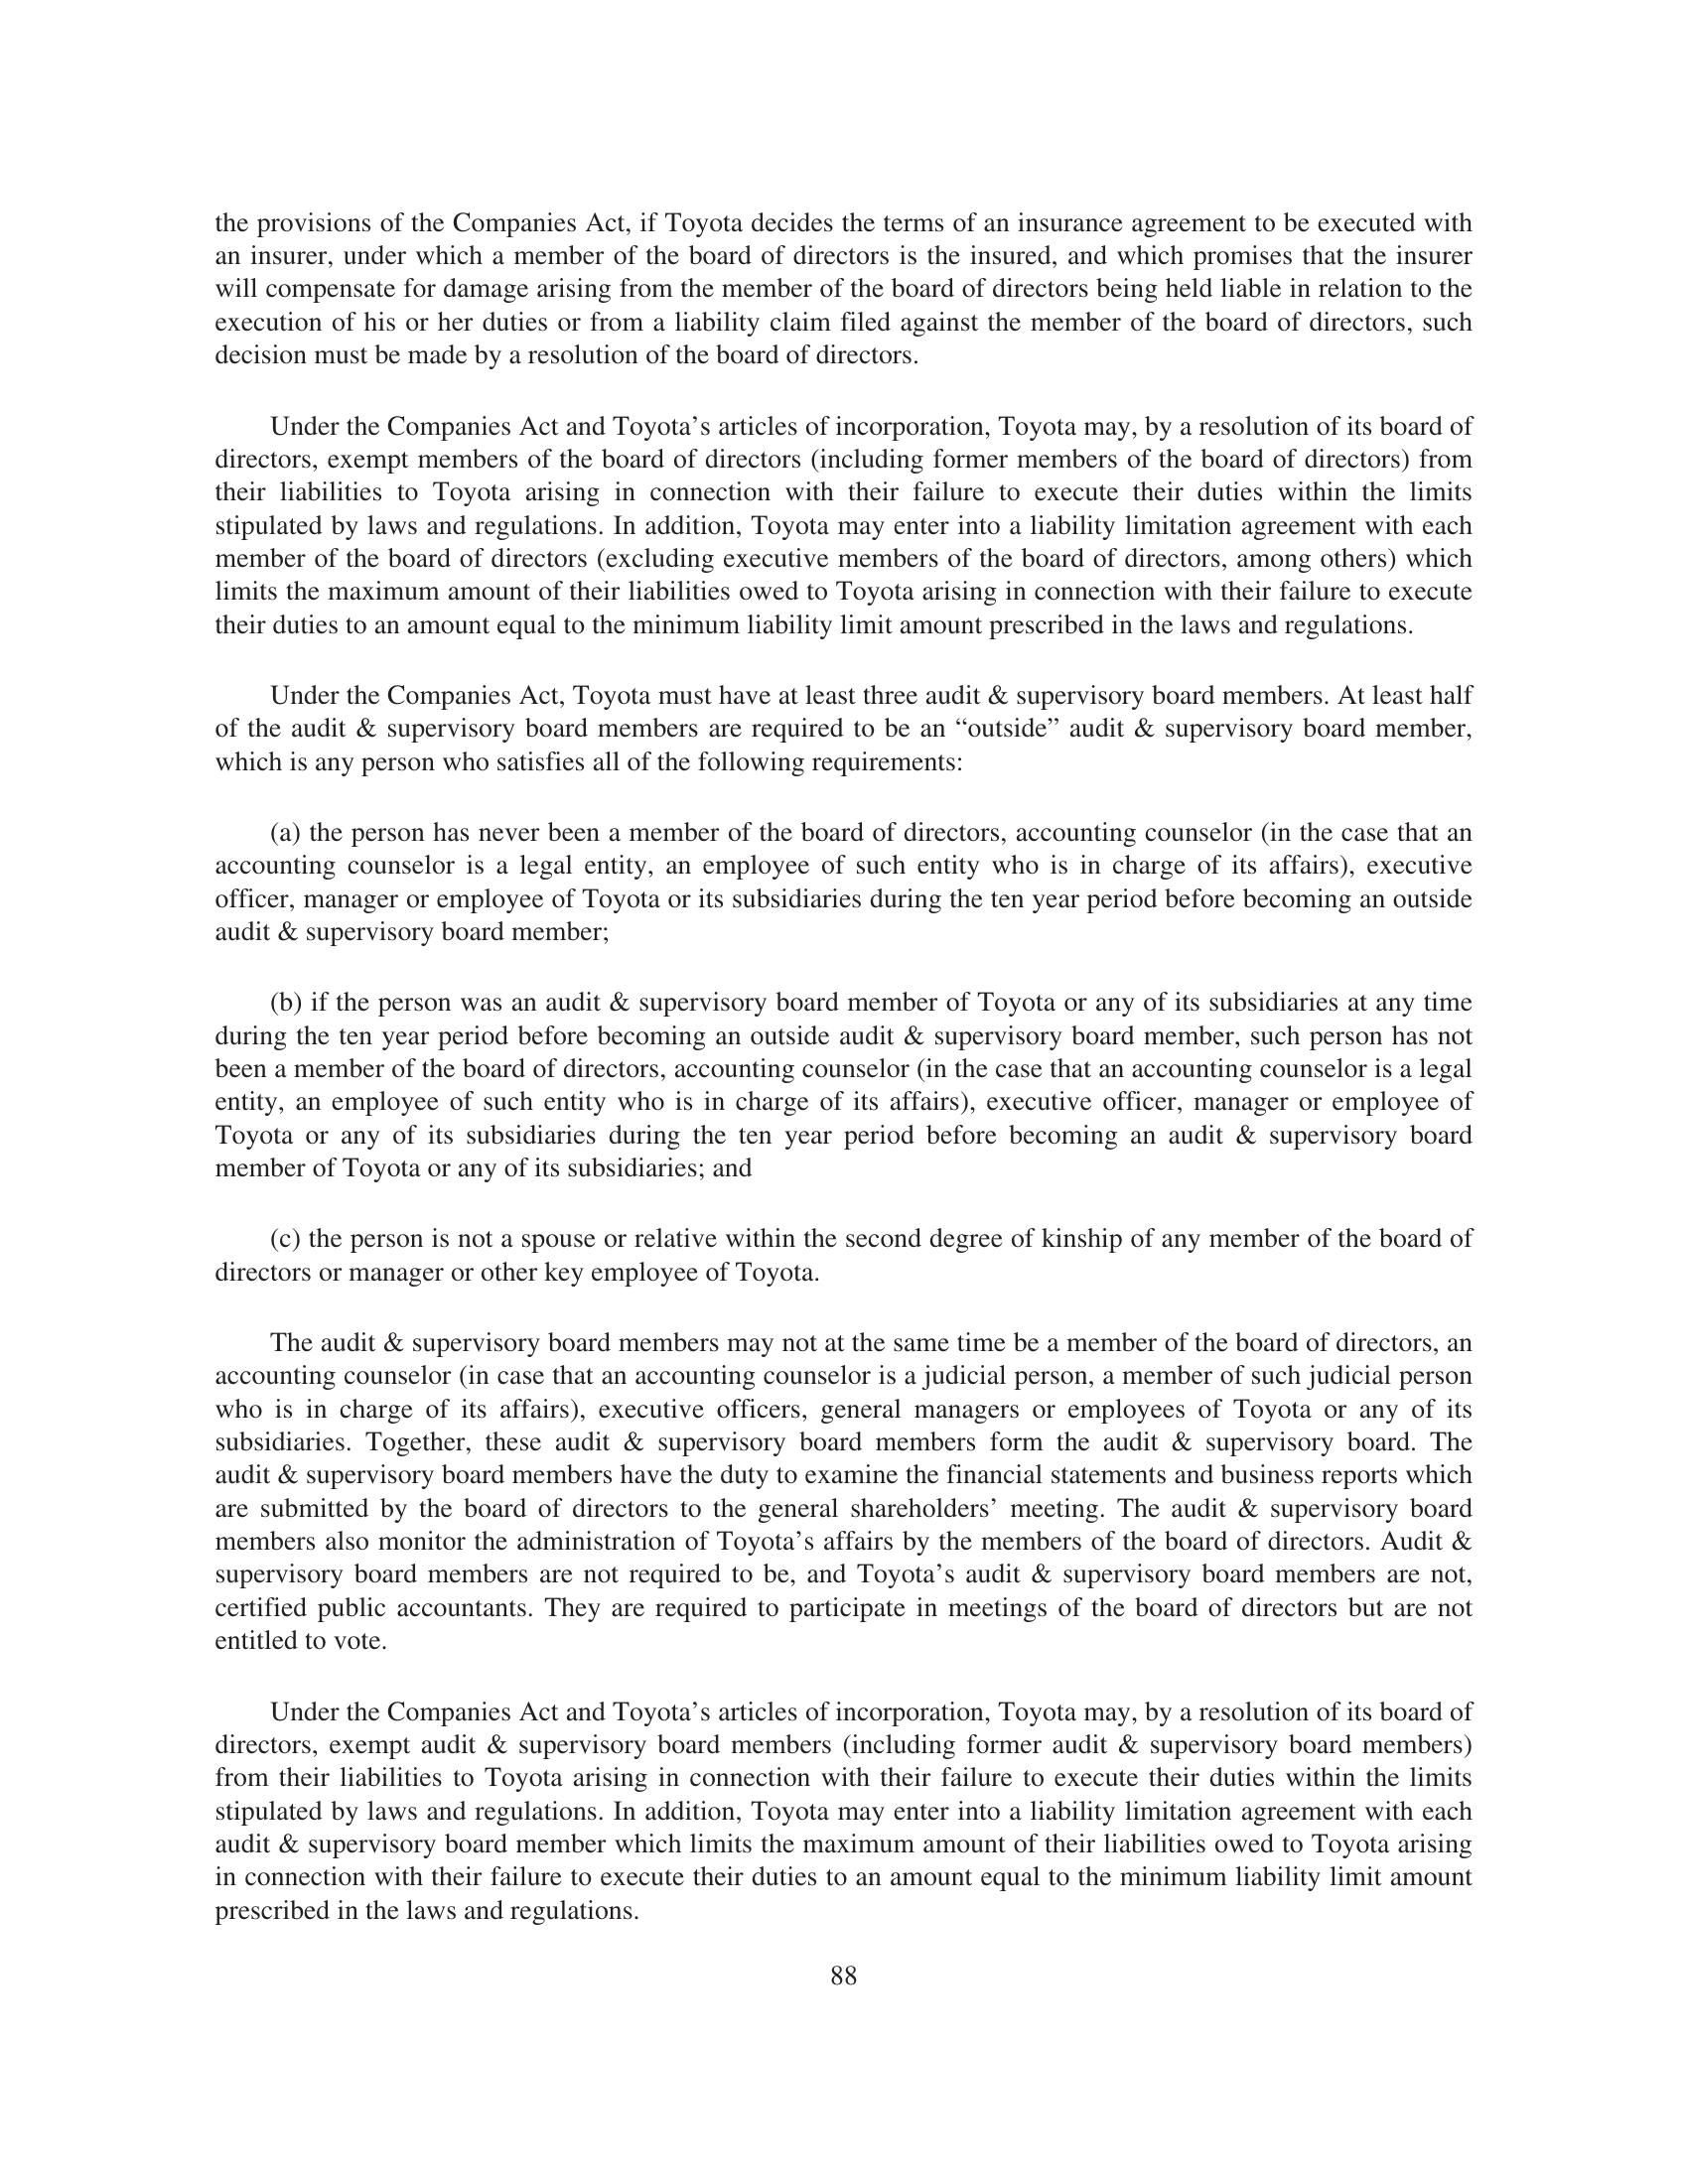 the provisions of the Companies Act, if Toyota decides the terms of an insurance agreement to be executed with
an insurer, under which a member of the board of directors is the insured, and which promises that the insurer
will compensate for damage arising from the member of the board of directors being held liable in relation to the
execution of his or her duties or from a liability claim filed against the member of the board of directors, such
decision must be made by a resolution of the board of directors.
Under the Companies Act and Toyota’s articles of incorporation, Toyota may, by a resolution of its board of
directors, exempt members of the board of directors (including former members of the board of directors) from
their liabilities to Toyota arising in connection with their failure to execute their duties within the limits
stipulated by laws and regulations. In addition, Toyota may enter into a liability limitation agreement with each
member of the board of directors (excluding executive members of the board of directors, among others) which
limits the maximum amount of their liabilities owed to Toyota arising in connection with their failure to execute
their duties to an amount equal to the minimum liability limit amount prescribed in the laws and regulations.
Under the Companies Act, Toyota must have at least three audit & supervisory board members. At least half
of the audit & supervisory board members are required to be an “outside” audit & supervisory board member,
which is any person who satisfies all of the following requirements:
(a) the person has never been a member of the board of directors, accounting counselor (in the case that an
accounting counselor is a legal entity, an employee of such entity who is in charge of its affairs), executive
officer, manager or employee of Toyota or its subsidiaries during the ten year period before becoming an outside
audit & supervisory board member;
(b) if the person was an audit & supervisory board member of Toyota or any of its subsidiaries at any time
during the ten year period before becoming an outside audit & supervisory board member, such person has not
been a member of the board of directors, accounting counselor (in the case that an accounting counselor is a legal
entity, an employee of such entity who is in charge of its affairs), executive officer, manager or employee of
Toyota or any of its subsidiaries during the ten year period before becoming an audit & supervisory board
member of Toyota or any of its subsidiaries; and
(c) the person is not a spouse or relative within the second degree of kinship of any member of the board of
directors or manager or other key employee of Toyota.
The audit & supervisory board members may not at the same time be a member of the board of directors, an
accounting counselor (in case that an accounting counselor is a judicial person, a member of such judicial person
who is in charge of its affairs), executive officers, general managers or employees of Toyota or any of its
subsidiaries. Together, these audit & supervisory board members form the audit & supervisory board. The
audit & supervisory board members have the duty to examine the financial statements and business reports which
are submitted by the board of directors to the general shareholders’ meeting. The audit & supervisory board
members also monitor the administration of Toyota’s affairs by the members of the board of directors. Audit &
supervisory board members are not required to be, and Toyota’s audit & supervisory board members are not,
certified public accountants. They are required to participate in meetings of the board of directors but are not
entitled to vote.
Under the Companies Act and Toyota’s articles of incorporation, Toyota may, by a resolution of its board of
directors, exempt audit & supervisory board members (including former audit & supervisory board members)
from their liabilities to Toyota arising in connection with their failure to execute their duties within the limits
stipulated by laws and regulations. In addition, Toyota may enter into a liability limitation agreement with each
audit & supervisory board member which limits the maximum amount of their liabilities owed to Toyota arising
in connection with their failure to execute their duties to an amount equal to the minimum liability limit amount
prescribed in the laws and regulations.
88